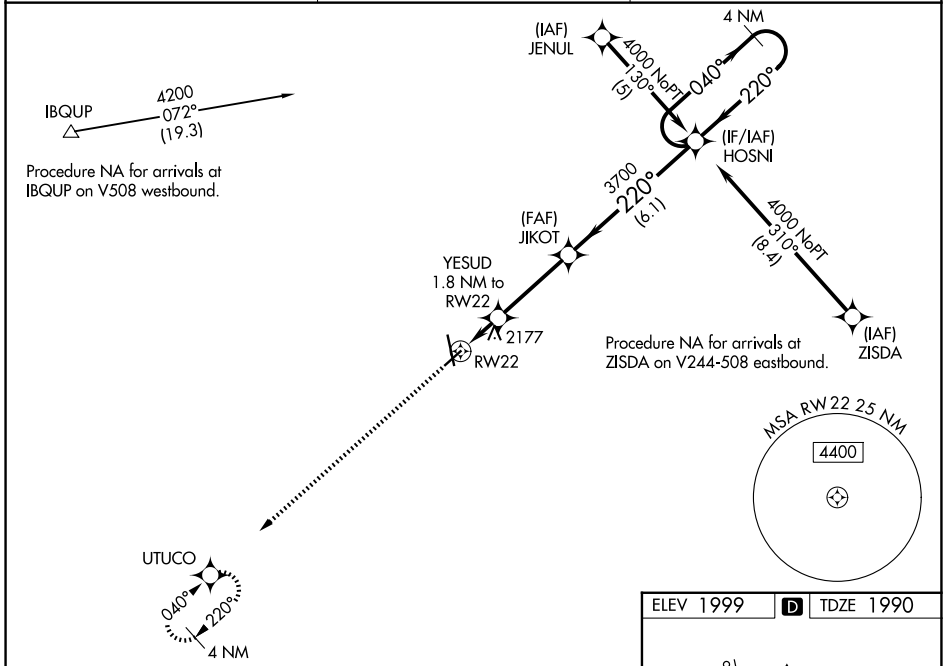 4 NM
(IAF)
JENUL
4000 NoPT
130°
(5)
040°
220°
IBQUP
4200
072°
(19.3)
(IF/IAF)
HOSNI
Procedure NA for arrivals at
IBQUP on V508 westbound.
3700
220°
(6.1)
4000 NoPT
310°
(8.4)
(FAF)
JIKOT
YESUD
1.8 NM to
RW22
2177
RW22
Procedure NA for arrivals at
ZISDA on V244-508 eastbound.
(IAF)
ZISDA
MSA RW22 25 NM
4400
UTUCO
040°
220°
4 NM
ELEV 1999 D TDZE 1990